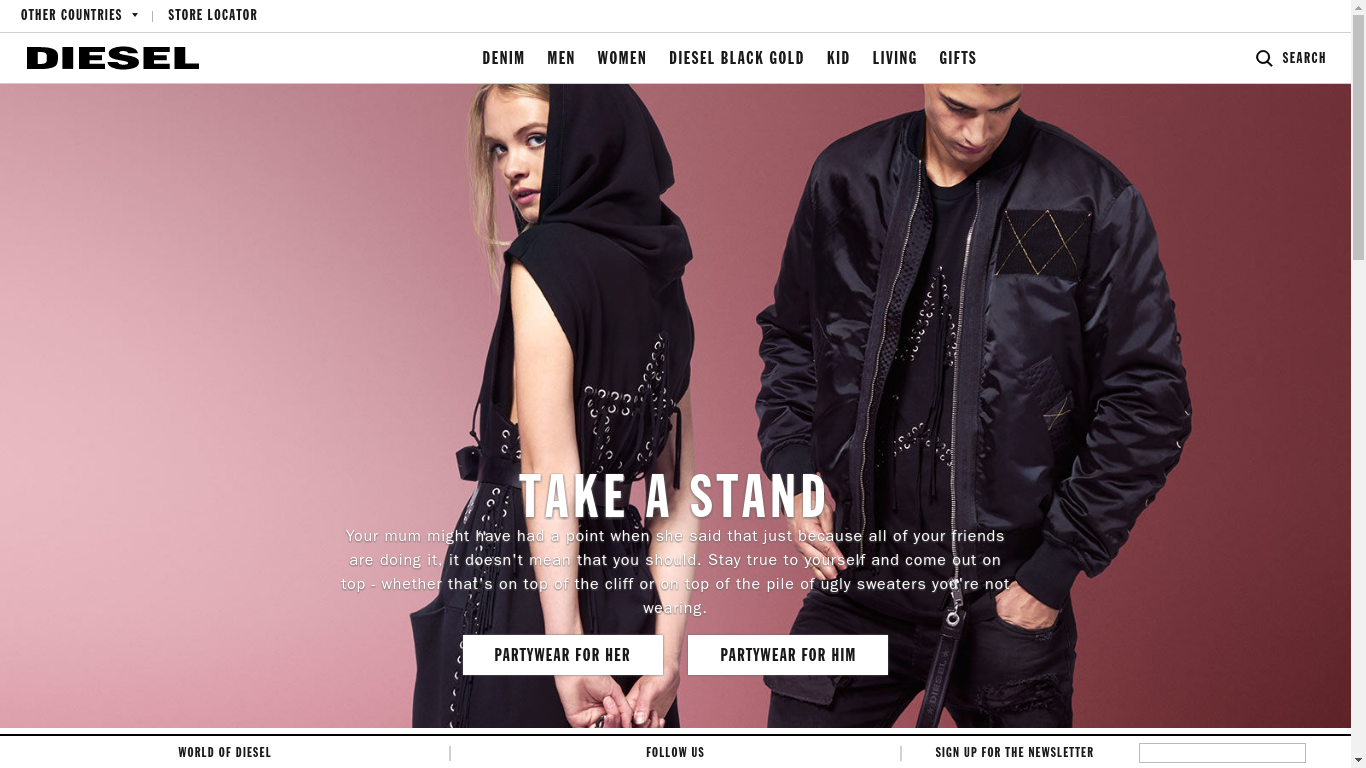 OTHER COUNTRIES
STORE LOCATOR
DIESEL
DENIM MEN WOMEN DIESEL BLACK GOLD KID LIVING GIFTS
SEARCH
TAKE A STAND
Your mum might have had a point when she said that just because all of your friends
are doing it, it doesn't mean that you should. Stay true to yourself and come out on
top - whether that's on top of the cliff or on top of the pile of ugly sweaters you're not
wearing.
PARTYWEAR FOR HER
PARTYWEAR FOR HIM
DIESEL
WORLD OF DIESEL
FOLLOW US
SIGN UP FOR THE NEWSLETTER